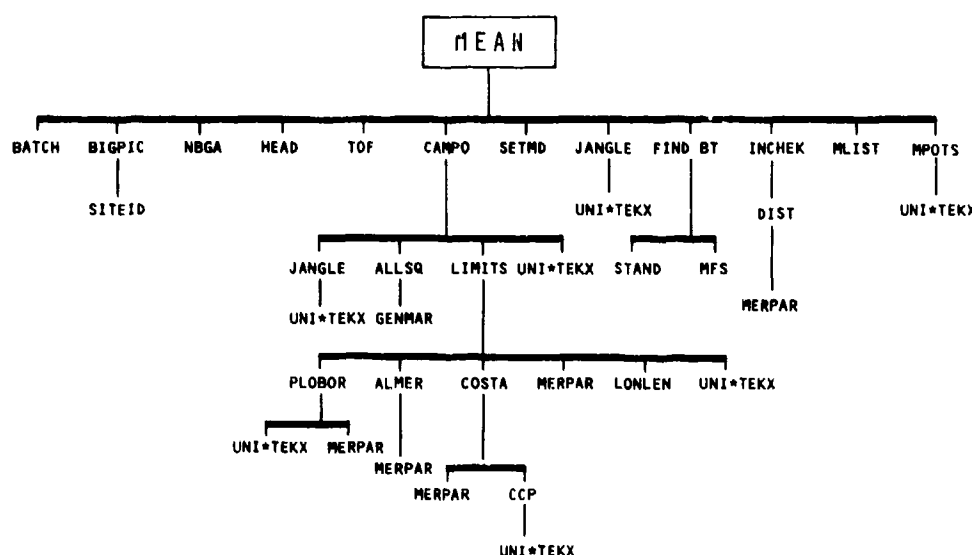 MEAN
BATCH BIGPIC NBGA HEAD TOF CAMPO SETMD JANGLE FIND BT INCHEK MLIST MPOTS
SITEID UNI*TEKX DIST UNI*TEKX
JANGLE ALLSQ LIMITS UNI*TEKX STAND MFS
MERPAR
UNI*TEKX GENMAR
PLOBOR ALMER COSTA MERPAR LONLEN UNI*TEKX
UNI*TEKX MERPAR
MERPAR
MERPAR CCP
UNI*TEKX